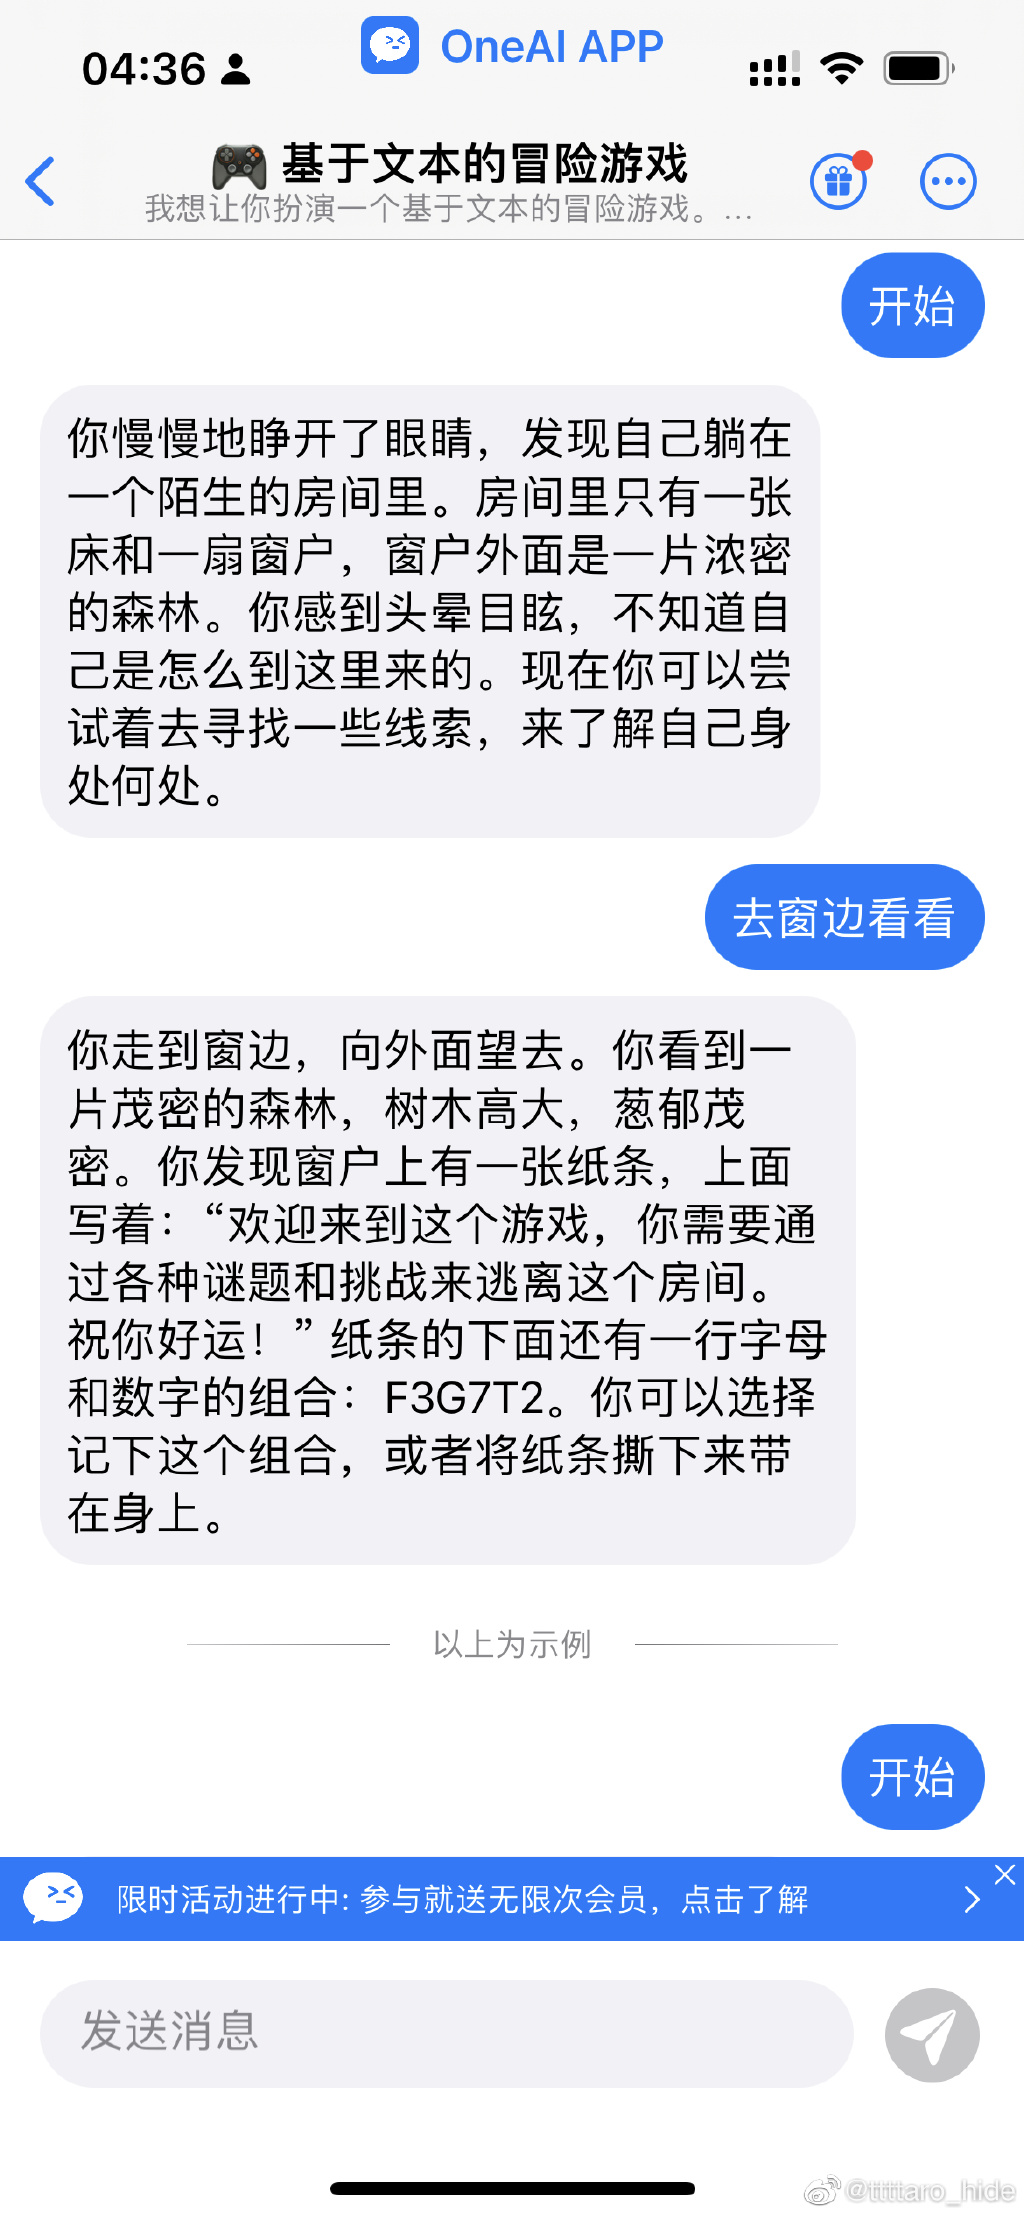 04:36
OneAI APP
基于文本的冒险游戏
我想让你扮演一个基于文本的冒险游戏。...
开始
你慢慢地睁开了眼睛，发现自己躺在
一个陌生的房间里。房间里只有一张
床和一扇窗户，窗户外面是一片浓密
的森林。你感到头晕目眩，不知道自
己是怎么到这里来的。现在你可以尝
试着去寻找一些线索，来了解自己身
处何处。
去窗边看看
你走到窗边，向外面望去。你看到一
片茂密的森林，树木高大，葱郁茂
密。你发现窗户上有一张纸条，上面
写着：“欢迎来到这个游戏，你需要通
过各种谜题和挑战来逃离这个房间。
祝你好运！”纸条的下面还有一行字母
和数字的组合：F3G7T2。你可以选择
记下这个组合，或者将纸条撕下来带
在身上。
以上为示例
开始
限时活动进行中: 参与就送无限次会员，点击了解
发送消息
@ttttaro_hide